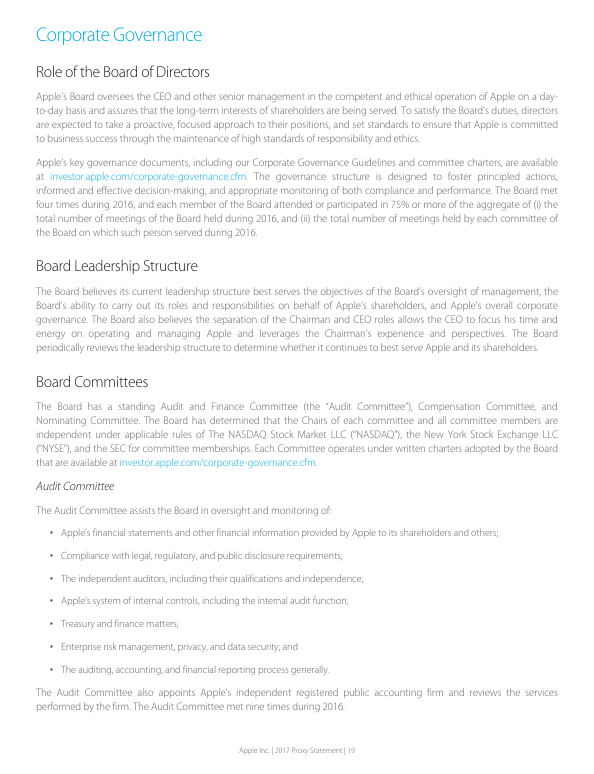 Corporate Governance
Role of the Board of Directors
Apple's Board oversees the CEO and other senior management in the competent and ethical operation of Apple on a day-
to-day basis and assures that the long-term interests of shareholders are being served. To satisfy the Board's duties, directors
are expected to take a proactive, focused approach to their positions, and set standards to ensure that Apple is committed
to business success through the maintenance of high standards of responsibility and ethics.
Apple's key governance documents, including our Corporate Governance Guidelines and committee charters, are available
at investor.apple.com/corporate-governance.cfm. The governance structure is designed to foster principled actions,
informed and effective decision-making, and appropriate monitoring of both compliance and performance. The Board met
four times during 2016, and each member of the Board attended or participated in 75% or more of the aggregate of (i) the
total number of meetings of the Board held during 2016, and (ii) the total number of meetings held by each committee of
the Board on which such person served during 2016.
Board Leadership Structure
The Board believes its current leadership structure best serves the objectives of the Board's oversight of management, the
Board's ability to carry out its roles and responsibilities on behalf of Apple's shareholders, and Apple's overall corporate
governance. The Board also believes the separation of the Chairman and CEO roles allows the CEO to focus his time and
energy on operating and managing Apple and leverages the Chairman's experience and perspectives. The Board
periodically reviews the leadership structure to determine whether it continues to best serve Apple and its shareholders.
Board Committees
The Board has a standing Audit and Finance Committee (the "Audit Committee"), Compensation Committee, and
Nominating Committee. The Board has determined that the Chairs of each committee and all committee members are
independent under applicable rules of The NASDAQ Stock Market LLC ("NASDAQ"), the New York Stock Exchange LLC
("NYSE"), and the SEC for committee memberships. Each Committee operates under written charters adopted by the Board
that are available at investor.apple.com/corporate-governance.cfm.
Audit Committee
The Audit Committee assists the Board in oversight and monitoring of:
• Apple's financial statements and other financial information provided by Apple to its shareholders and others;
• Compliance with legal, regulatory, and public disclosure requirements;
• The independent auditors, including their qualifications and independence;
• Apple's system of internal controls, including the internal audit function;
• Treasury and finance matters;
• Enterprise risk management, privacy, and data security; and
• The auditing, accounting, and financial reporting process generally.
The Audit Committee also appoints Apple's independent registered public accounting firm and reviews the services
performed by the firm. The Audit Committee met nine times during 2016.
Apple Inc. | 2017 Proxy Statement | 19